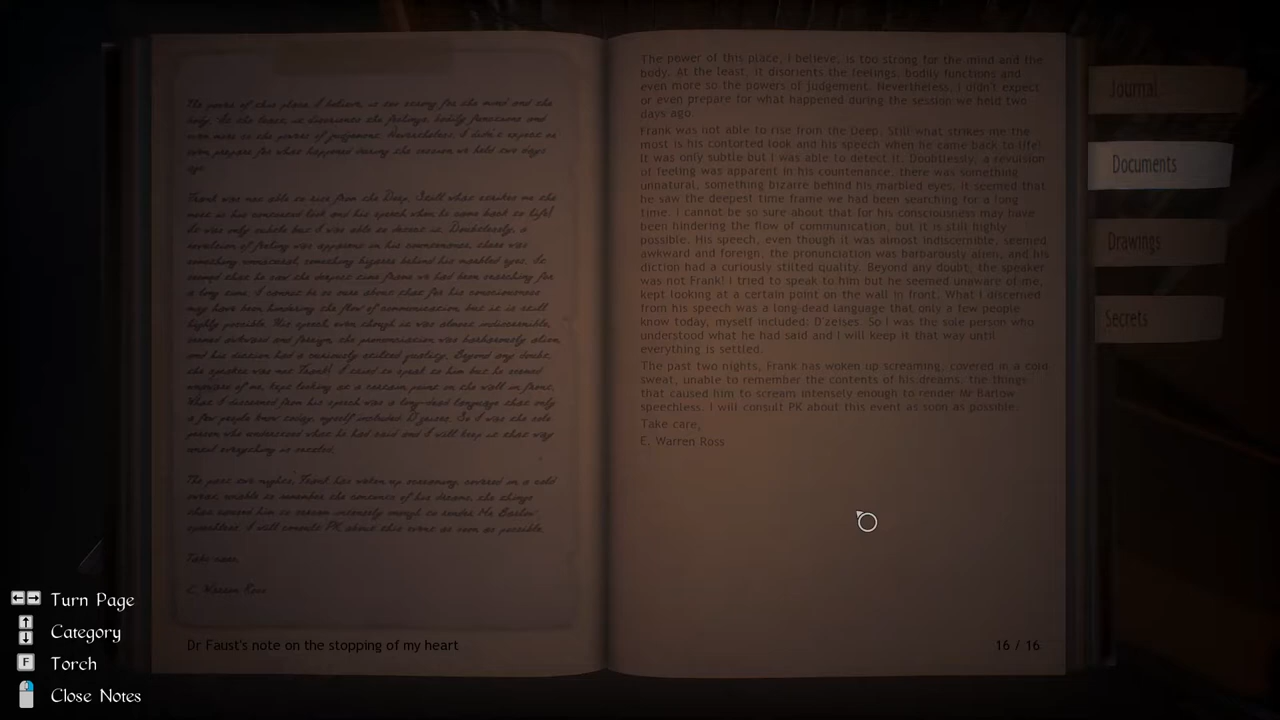 The power of this place, I believe, is too strong for the mind and the
body. At the least, it disorients the feelings, bodily functions and
even more so the powers of judgement. Nevertheless, I didn't expect
or even prepare for what happened during the session we held two
days ago
Frank was not able to rise from the Deep. Still what strikes me the
most is his contorted look and his speech when he came back to life!
It was only subtle but I was able to detect it. Doubtlessly, a revulsion
of feeling was apparent in his countenance, there was something
unnatural, something bizarre behind his marbled eyes. It seemed that
he saw the deepest time frame we had been searching for a long
time. I cannot be so sure about that for his consciousness may have
been hindering the flow of communication, but it is still highly
possible. His speech, even though it was almost indiscernible, seemed
awkward and foreign, the pronunciation was barbarously alien, and his
diction had a curiously stilted quality. Beyond any doubt, the speaker
was not Frank! I tried to speak to him but he seemed unaware of me,
kept looking at a certain point on the wall in front. What I discerned
from his speech was a long-dead language that only a few people
know today, myself included: D'zeises. So I was the sole person who
understood what he had said and I will keep it that way until
everything is settled.
The past two nights, Frank has woken up screaming, covered in a cold
sweat, unable to remember the contents of his dreams, the things
that caused him to scream intensely enough to render Mr Barlow
speechless. I will consult PK about this event as soon as possible.
Take care,
E. Warren Ross
Journal
Documents
Drawings
Secrets
Turn Page
Category
F Torch
Close Notes
Dr Faust's note on the stopping of my heart
16 / 16